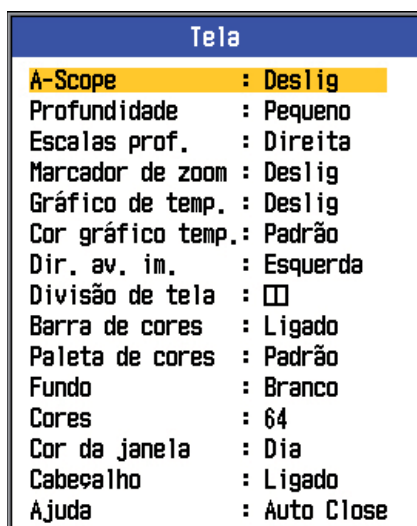 Tela
A-Scope : Deslig
Profundidade : Pequeno
Escalas prof. : Direita
Marcador de zoom : Deslig
Gráfico de temp. : Deslig
Cor gráfico temp.: Padrão
Dir. av. im. : Esquerda
Divisão de tela :
Barra de cores : Ligado
Paleta de cores : Padrão
Fundo : Branco
Cores : 64
Cor da janela : Dia
Cabeçalho : Ligado
Ajuda : Auto Close